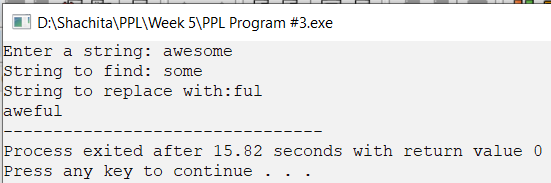 D:\Shachita\PPL\Week 5\PPL Program #3.exe
Enter a string: awesome
String to find: some
String to replace with:ful
aweful
--------------------------------
Process exited after 15.82 seconds with return value 0
Press any key to continue . . .